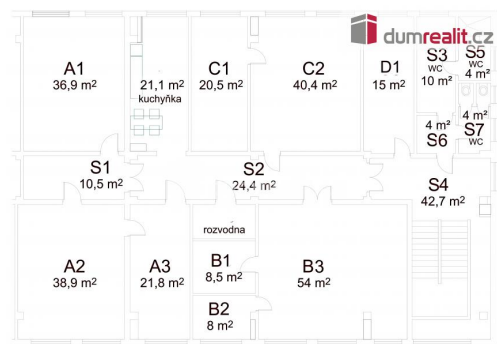 dumrealit.cz
A1
36,9 m²
21,1 m²
kuchyňka
C1
20,5 m²
C2
40,4 m²
D1
15 m²
S3
WC
10 m²
S5
WC
4 m²
4 m²
S6
4 m²
S7
WC
S1
10,5 m²
S2
24,4 m²
S4
42,7 m²
A2
38,9 m²
A3
21,8 m²
rozvodna
B1
8,5 m²
B2
8 m²
B3
54 m²